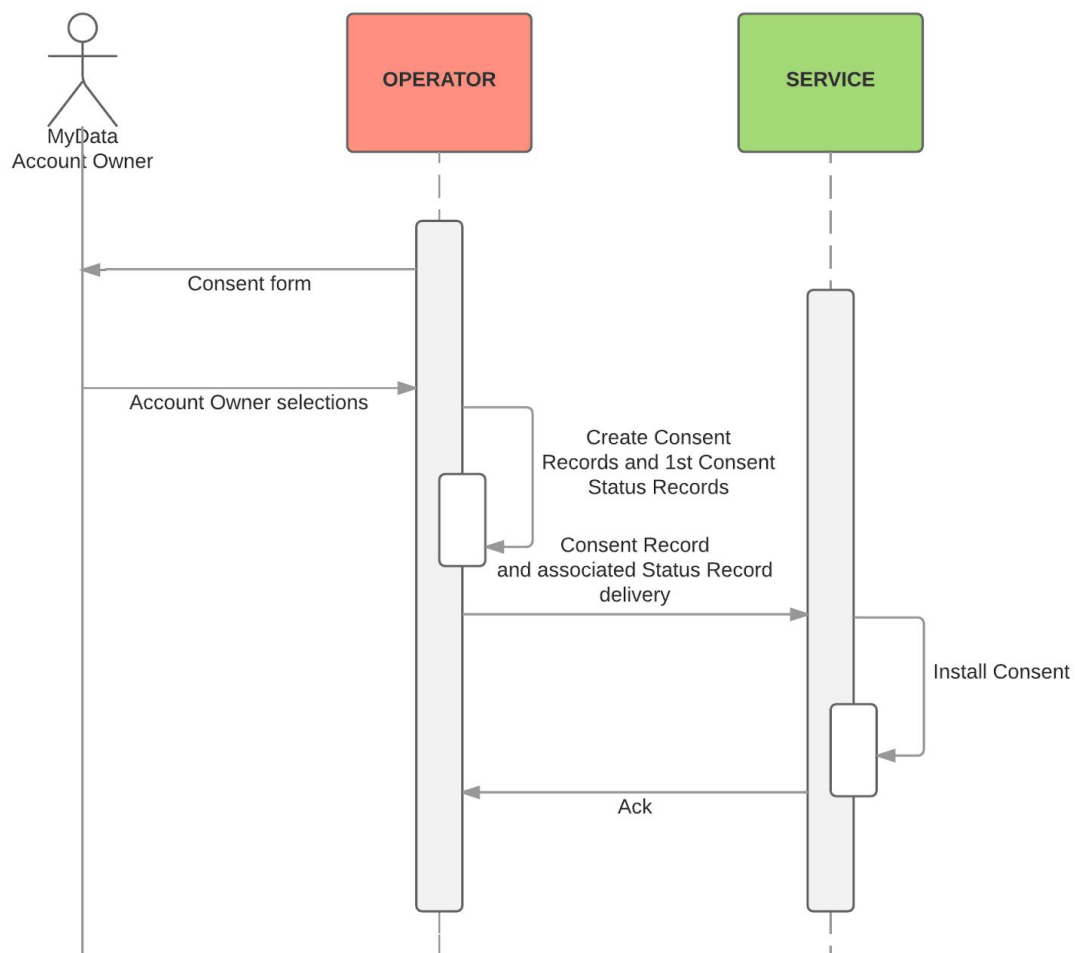 MyData
Account Owner
OPERATOR
SERVICE
Consent form
Account Owner selections
Create Consent
Records and 1st Consent
Status Records
Consent Record
and associated Status Record
delivery
Install Consent
Ack